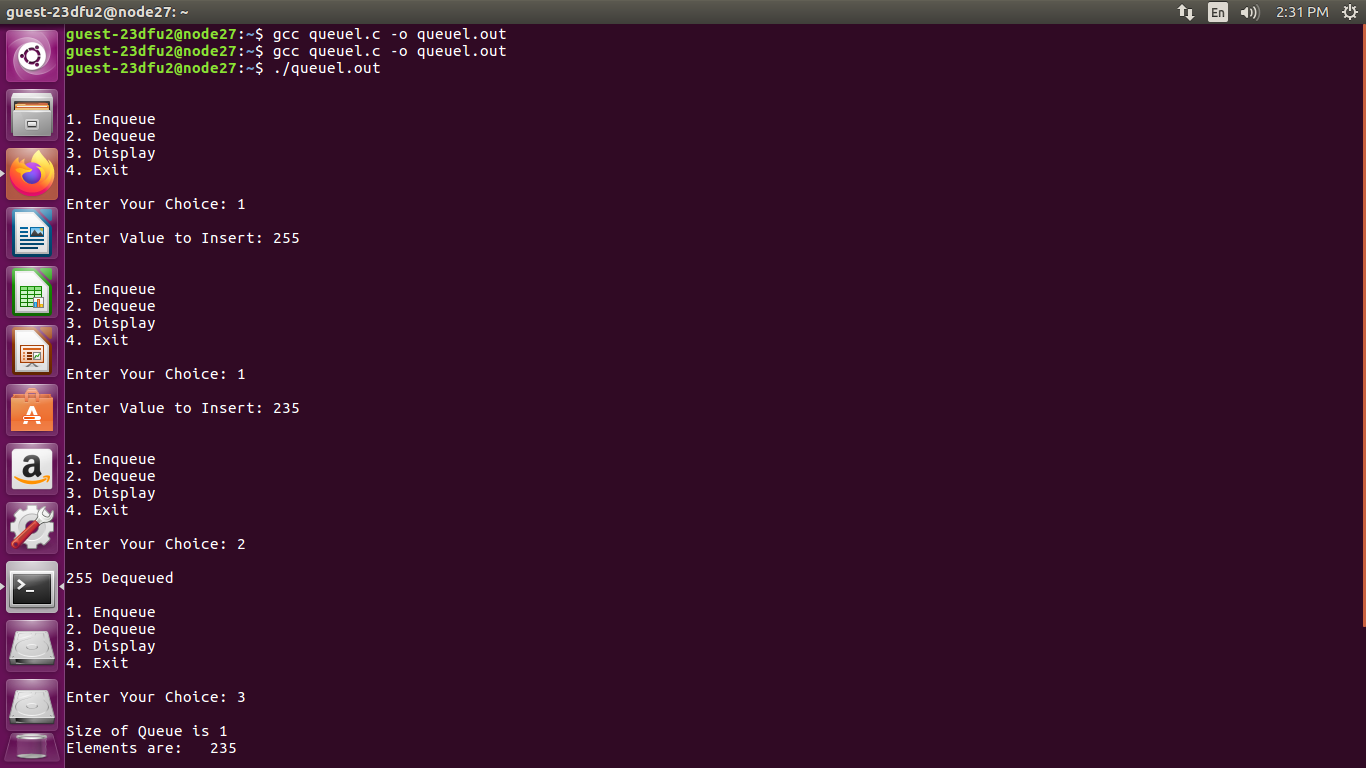 guest-23dfu2@node27: ~
En
2:31 PM
guest-23dfu2@node27:~$ gcc queuel.c -o queuel.out
guest-23dfu2@node27:~$ gcc queuel.c -o queuel.out
guest-23dfu2@node27:~$ ./queuel.out
1. Enqueue
2. Dequeue
3. Display
4. Exit
Enter Your Choice: 1
Enter Value to Insert: 255
1. Enqueue
2. Dequeue
3. Display
4. Exit
Enter Your Choice: 1
Enter Value to Insert: 235
1. Enqueue
2. Dequeue
3. Display
4. Exit
Enter Your Choice: 2
255 Dequeued
1. Enqueue
2. Dequeue
3. Display
4. Exit
Enter Your Choice: 3
Size of Queue is 1
Elements are:   235